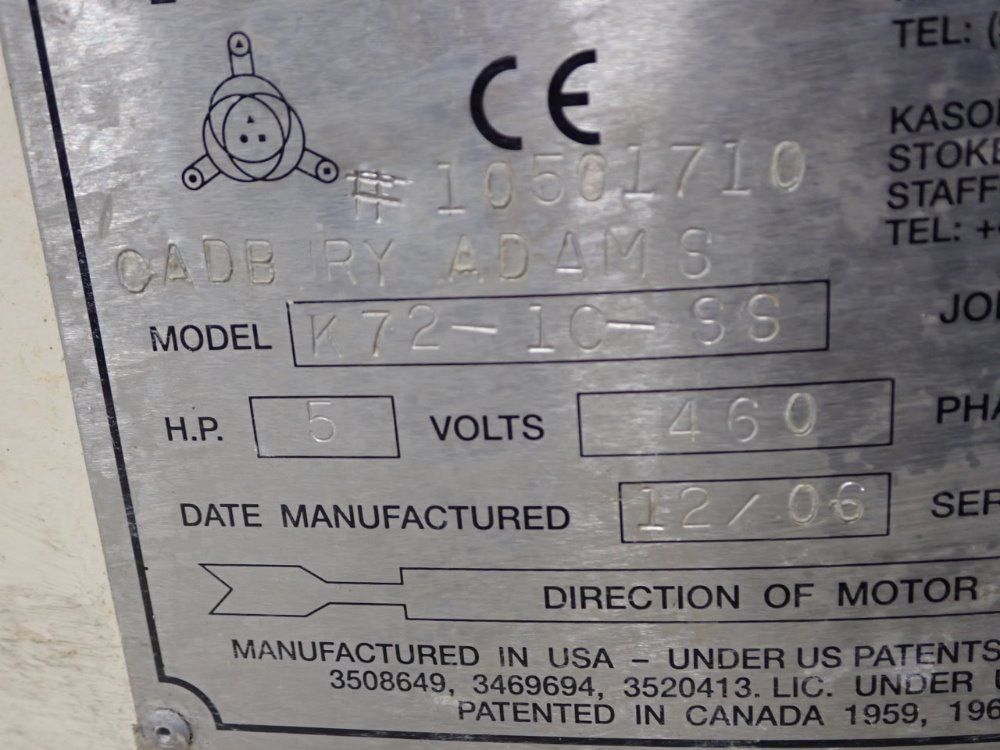 TEL: (
CE
KASO
STOKE
STAFF
TEL: +
# 10501710
CADB RY ADAMS
MODEL K72-1C-SS
JO
H.P. 5 VOLTS 460 PHA
DATE MANUFACTURED 12/06 SER
DIRECTION OF MOTOR
MANUFACTURED IN USA – UNDER US PATENTS
3508649, 3469694, 3520413. LIC. UNDER
PATENTED IN CANADA 1959, 196